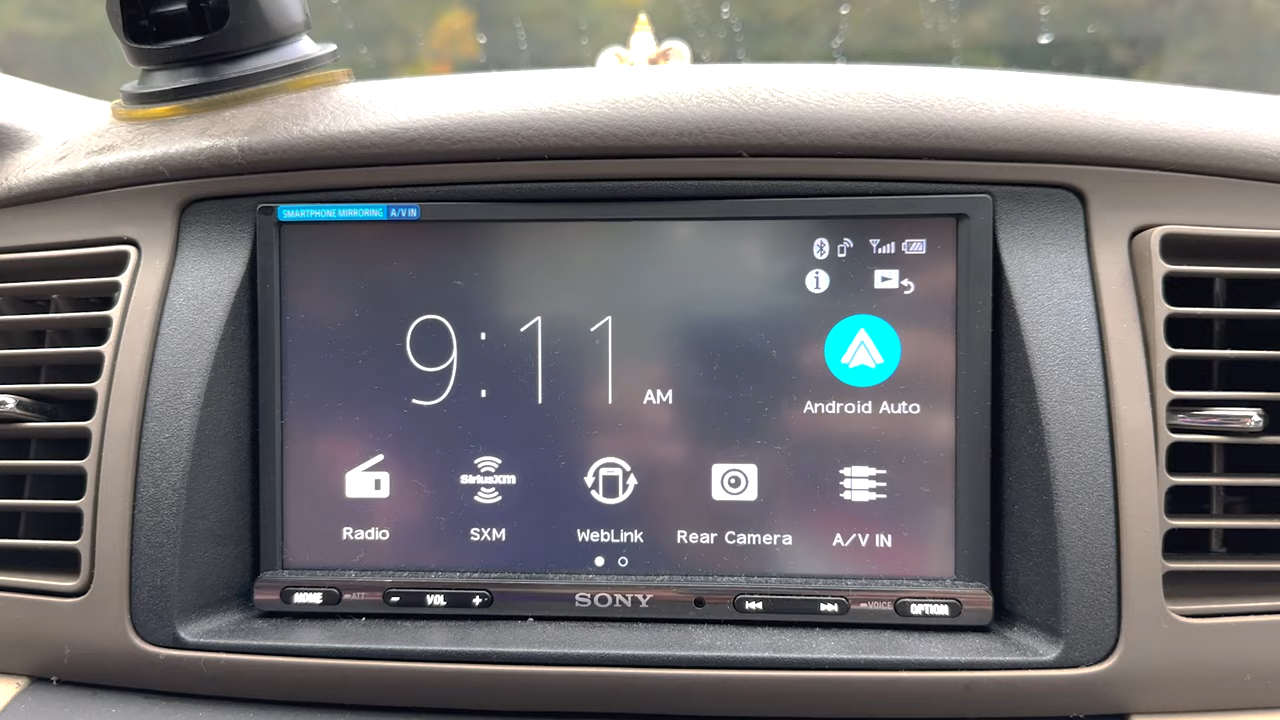 SMARTPHONE MIRRORING A/V IN
9:11 AM
Android Auto
SiriusXM
Radio SXM WebLink Rear Camera A/V IN
HOME ATT - VOL + SONY VOICE OPTION